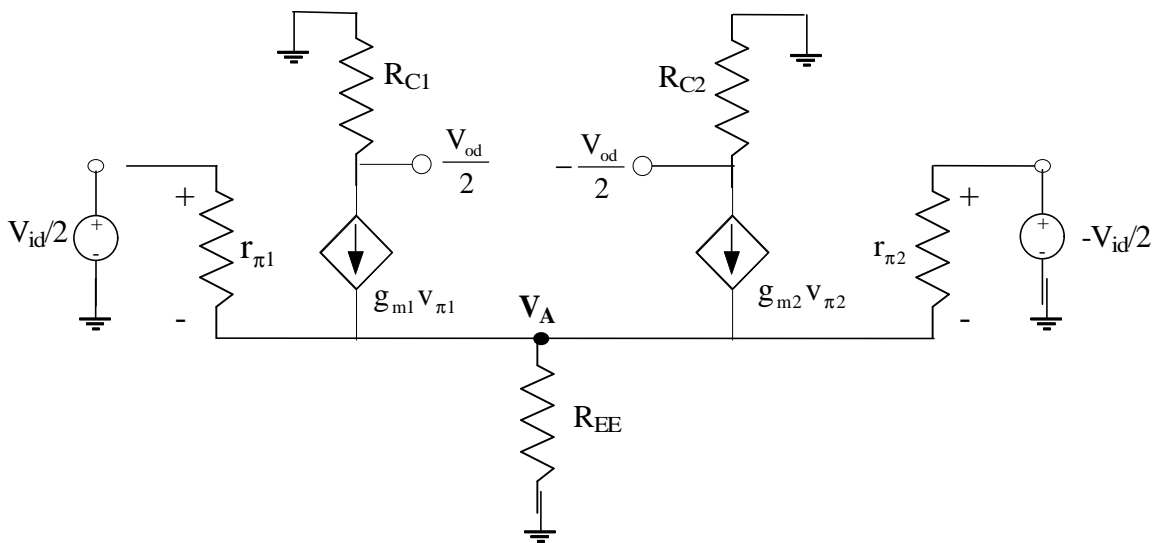 R_C1
R_C2
V_od
2
- V_od
2
+
+
V_id/2
+
-
r_π1
r_π2
+
-
-V_id/2
g_m1 v_π1
g_m2 v_π2
-
V_A
-
R_EE